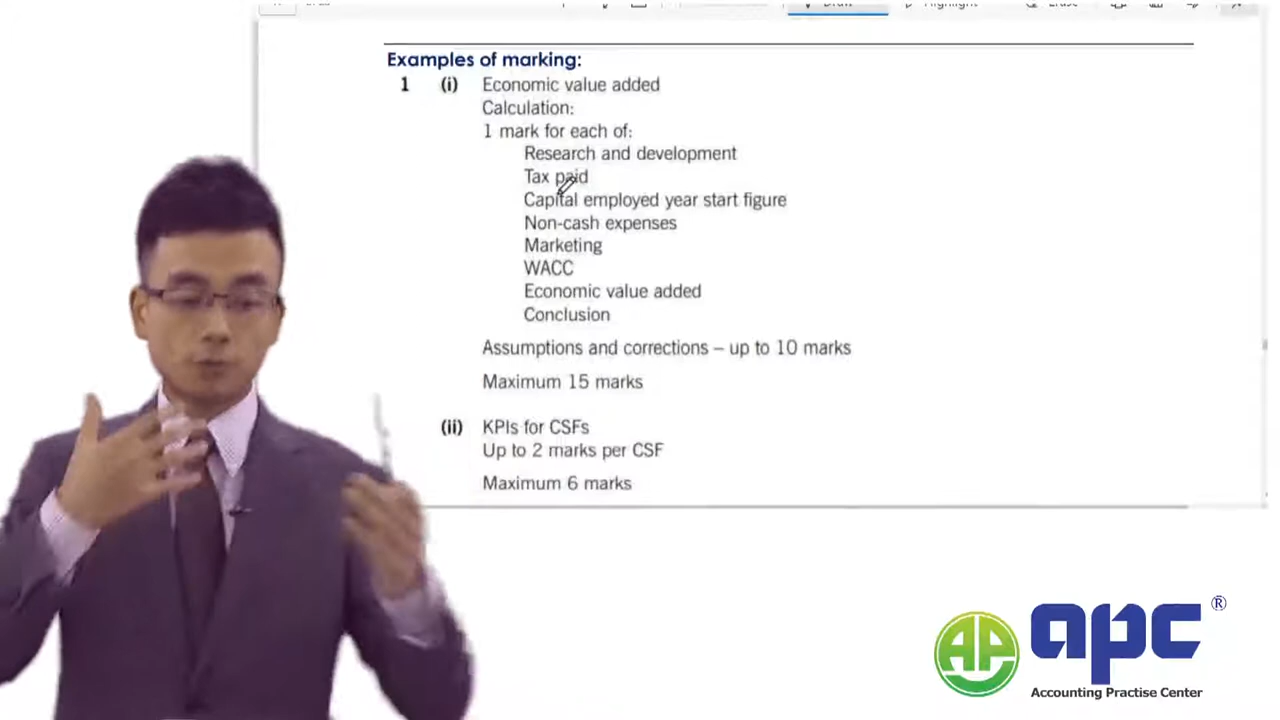 Examples of marking:
1 (i) Economic value added
Calculation:
1 mark for each of:
Research and development
Tax paid
Capital employed year start figure
Non-cash expenses
Marketing
WACC
Economic value added
Conclusion
Assumptions and corrections – up to 10 marks
Maximum 15 marks
(ii) KPIs for CSFs
Up to 2 marks per CSF
Maximum 6 marks
AP apc ®
Accounting Practise Center